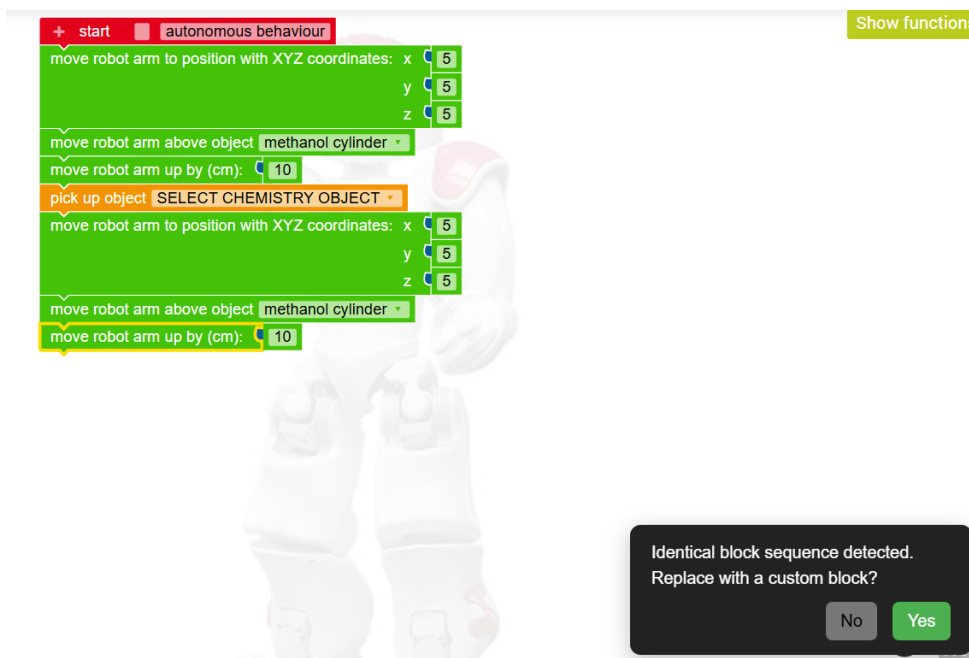 + start autonomous behaviour
Show function
move robot arm to position with XYZ coordinates: x 5
y 5
z 5
move robot arm above object methanol cylinder
move robot arm up by (cm): 10
pick up object SELECT CHEMISTRY OBJECT
move robot arm to position with XYZ coordinates: x 5
y 5
z 5
move robot arm above object methanol cylinder
move robot arm up by (cm): 10
Identical block sequence detected.
Replace with a custom block?
No Yes